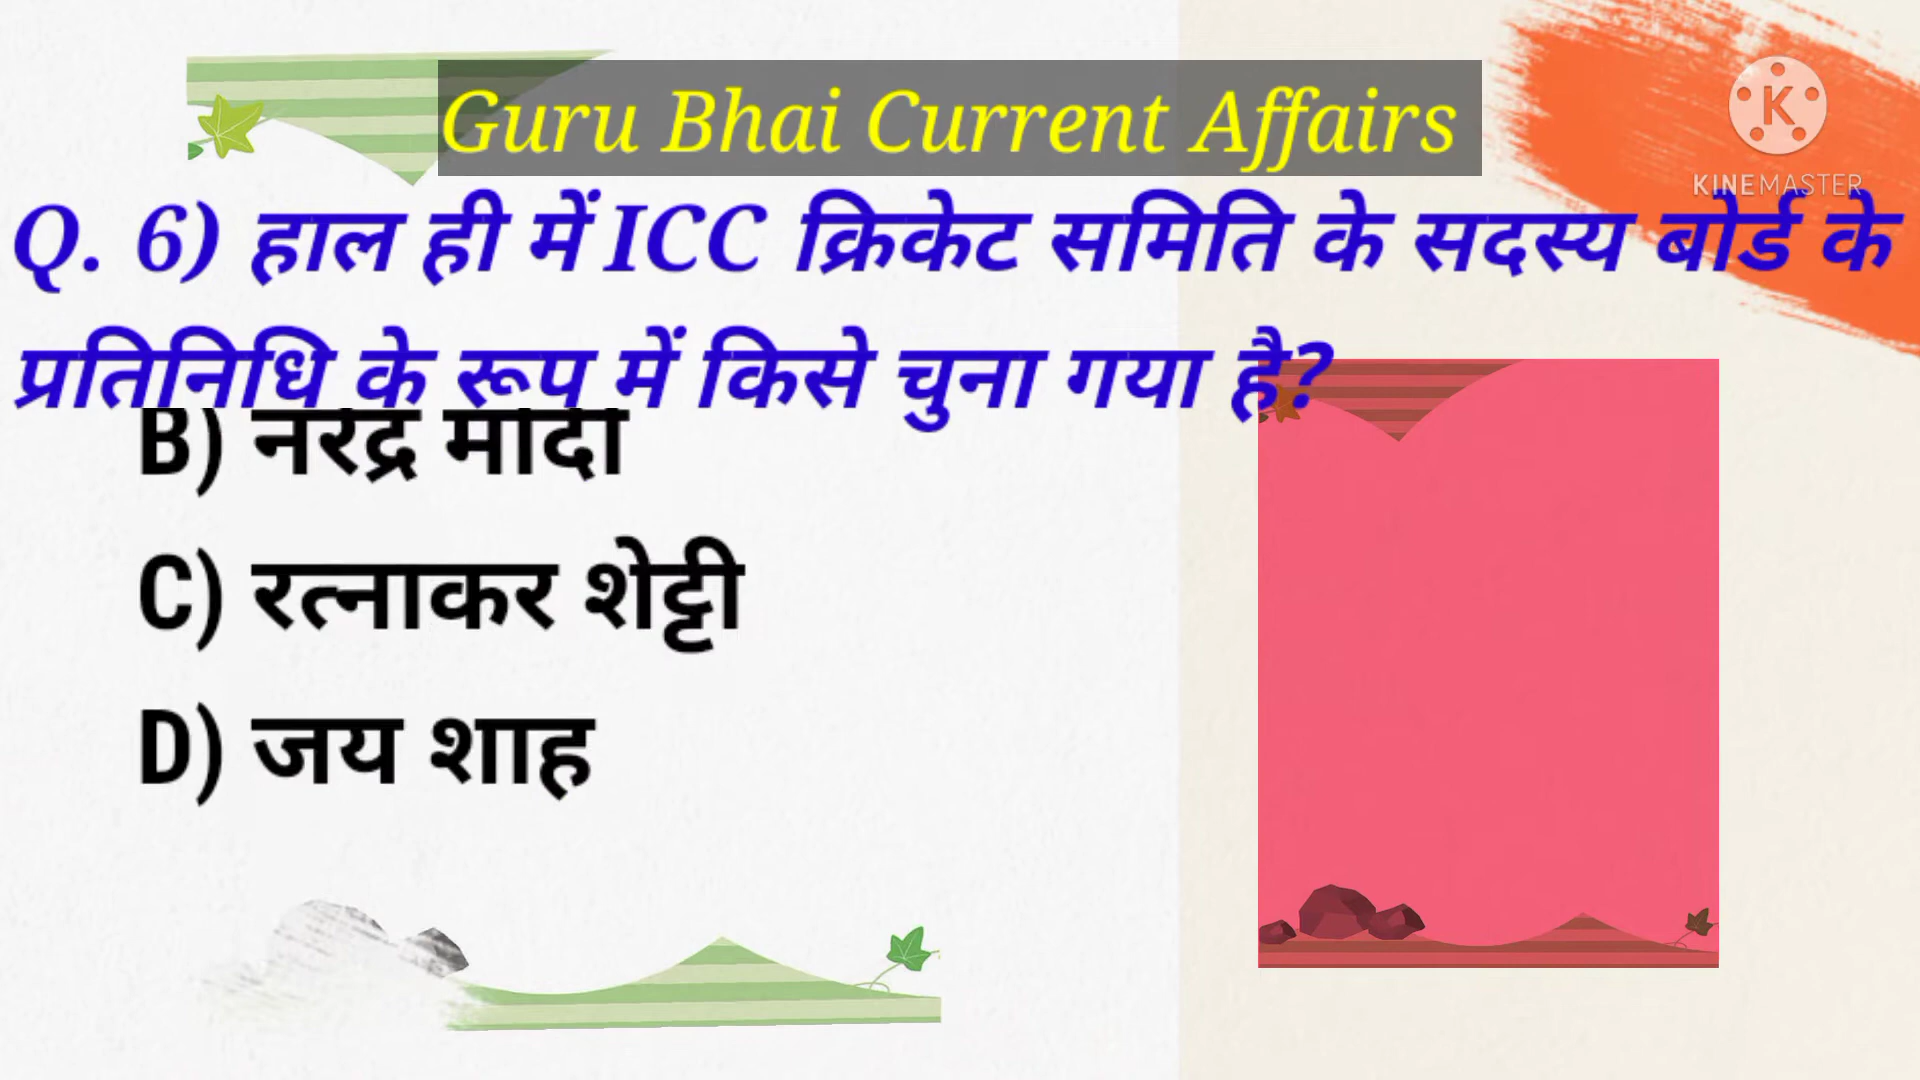 Guru Bhai Current Affairs
KINEMASTER
Q. 6) हाल ही में ICC क्रिकेट समिति के सदस्य बोर्ड के
प्रतिनिधि के रूप में किसे चुना गया है?
B) नरेंद्र मोदी
C) रत्नाकर शेट्टी
D) जय शाह